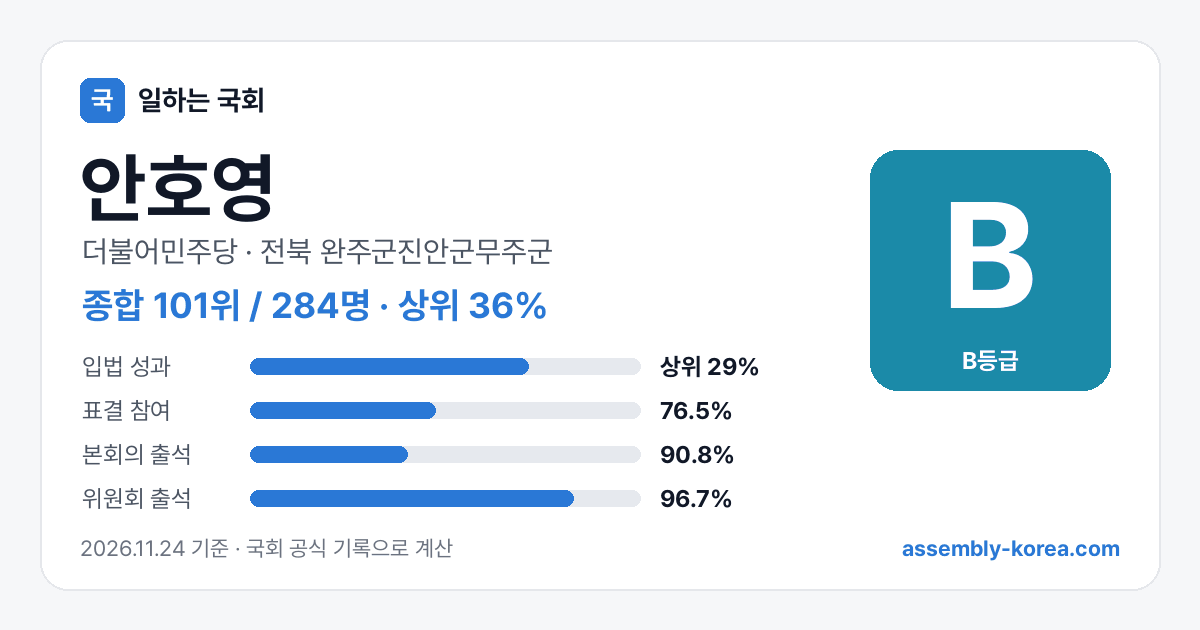 국 일하는 국회
안호영
더불어민주당 · 전북 완주군진안군무주군
종합 101위 / 284명 · 상위 36%
B
B등급
입법 성과 상위 29%
표결 참여 76.5%
본회의 출석 90.8%
위원회 출석 96.7%
2026.11.24 기준 · 국회 공식 기록으로 계산
assembly-korea.com